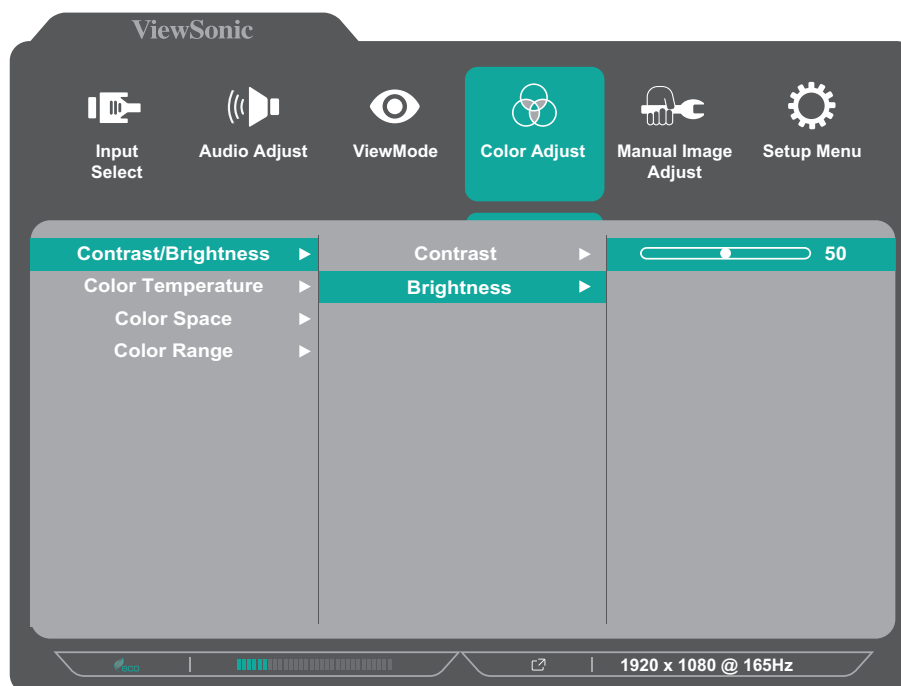 ViewSonic
Input
Select
Audio Adjust
ViewMode
Color Adjust
Manual Image
Adjust
Setup Menu
Contrast/Brightness
Contrast
50
Color Temperature
Brightness
Color Space
Color Range
eco
1920 x 1080 @ 165Hz